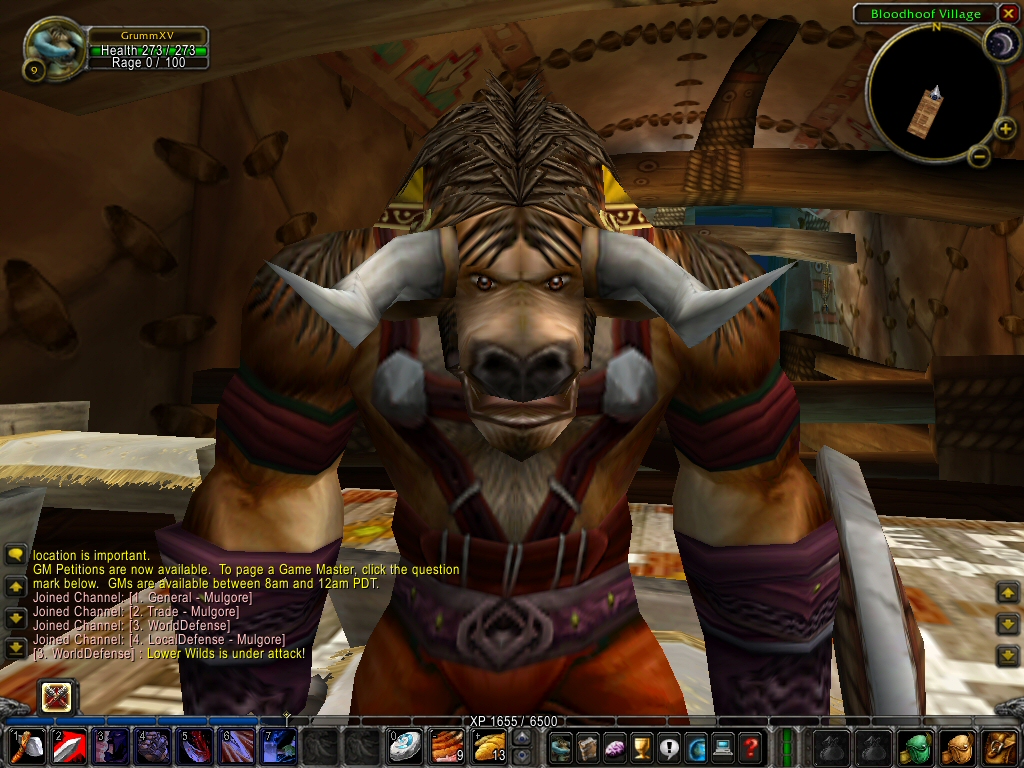 GrummXV
Health 273 / 273
Rage 0 / 100
9
Bloodhoof Village
N
location is important.
GM Petitions are now available. To page a Game Master, click the question
mark below. GMs are available between 8am and 12am PDT.
Joined Channel: [1. General - Mulgore]
Joined Channel: [2. Trade - Mulgore]
Joined Channel: [3. WorldDefense]
Joined Channel: [4. LocalDefense - Mulgore]
[3. WorldDefense] : Lower Wilds is under attack!
XP 1655 / 6500
1 2 3 4 5 6 7 0 - 9 + 13